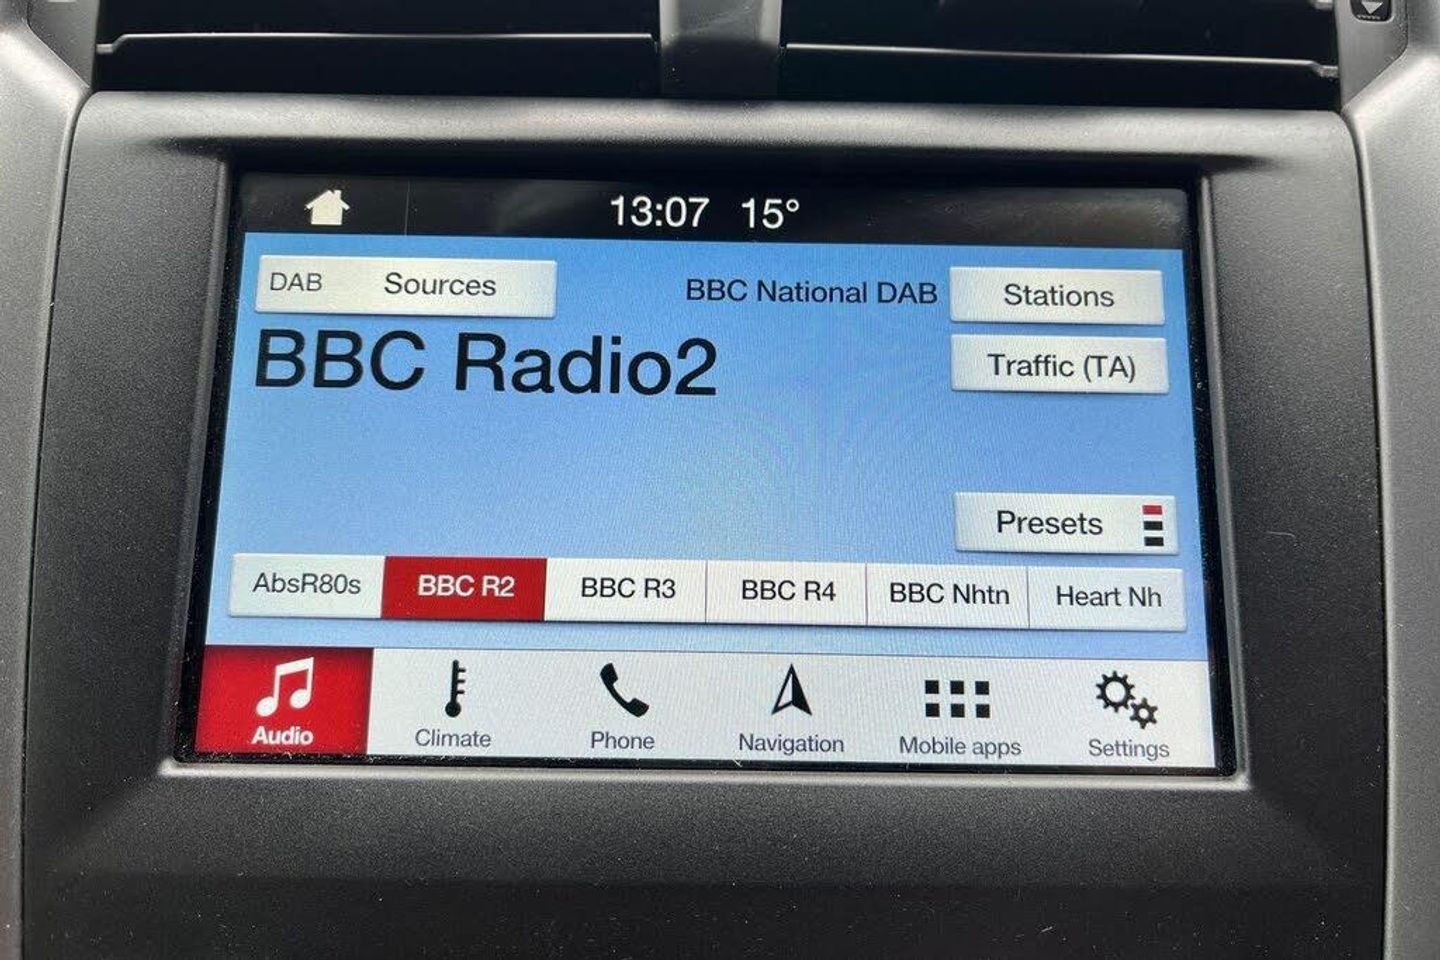 13:07 15°
DAB Sources
BBC National DAB
Stations
BBC Radio2
Traffic (TA)
Presets
AbsR80s
BBC R2
BBC R3
BBC R4
BBC Nhtn
Heart Nh
Audio
Climate
Phone
Navigation
Mobile apps
Settings